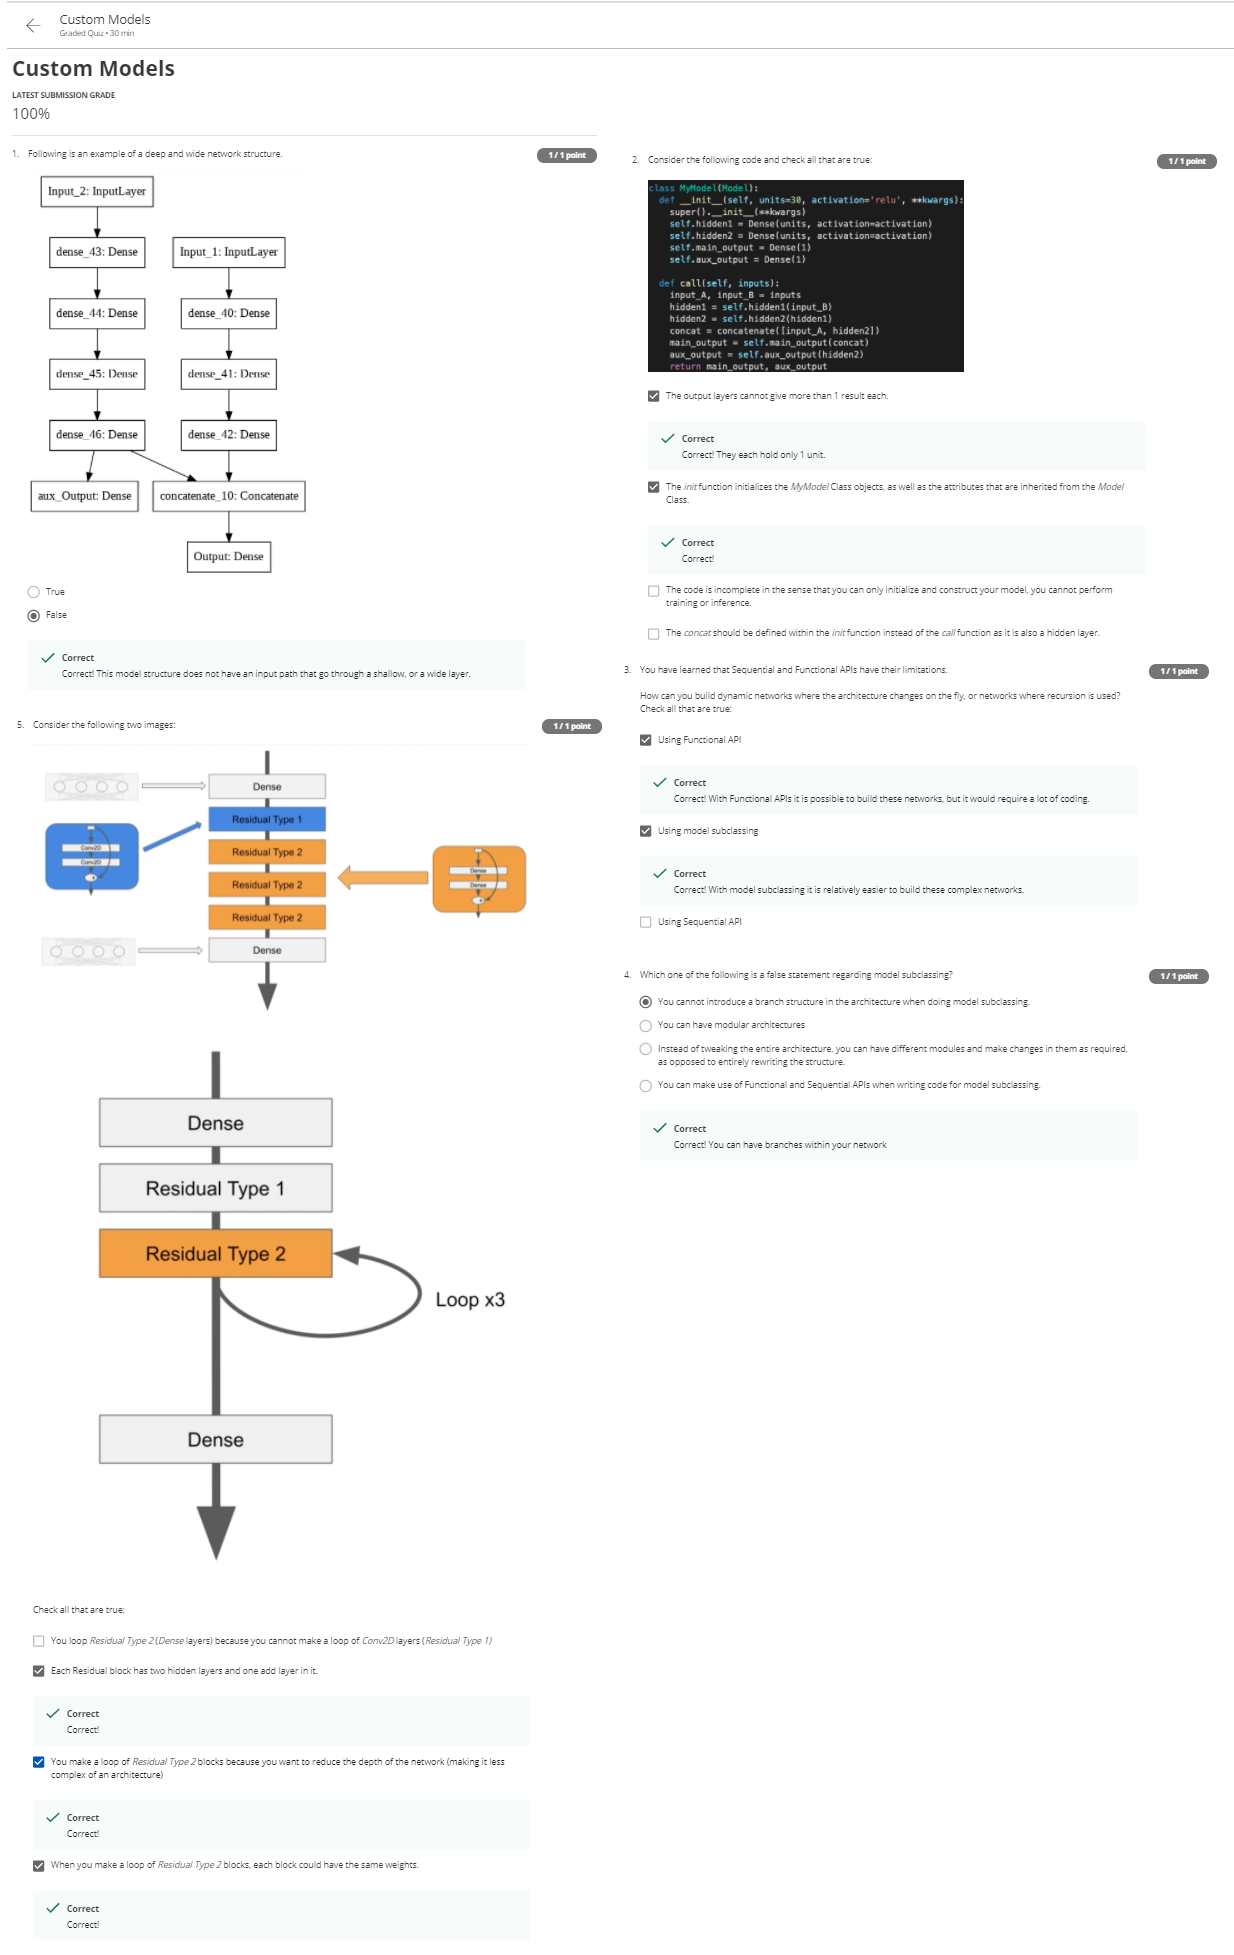 Custom Models
Graded Quiz • 30 min
Custom Models
LATEST SUBMISSION GRADE
100%
1. Following is an example of a deep and wide network structure.
1 / 1 point
Input_2: InputLayer
dense_43: Dense
Input_1: InputLayer
dense_44: Dense
dense_40: Dense
dense_45: Dense
dense_41: Dense
dense_46: Dense
dense_42: Dense
aux_Output: Dense
concatenate_10: Concatenate
Output: Dense
True
False
Correct
Correct! This model structure does not have an input path that go through a shallow, or a wide layer.
2. Consider the following code and check all that are true:
1 / 1 point
class MyModel(Model):
def __init__(self, units=30, activation='relu', **kwargs):
super().__init__(**kwargs)
self.hidden1 = Dense(units, activation=activation)
self.hidden2 = Dense(units, activation=activation)
self.main_output = Dense(1)
self.aux_output = Dense(1)
def call(self, inputs):
input_A, input_B = inputs
hidden1 = self.hidden1(input_B)
hidden2 = self.hidden2(hidden1)
concat = concatenate([input_A, hidden2])
main_output = self.main_output(concat)
aux_output = self.aux_output(hidden2)
return main_output, aux_output
The output layers cannot give more than 1 result each.
Correct
Correct! They each hold only 1 unit.
The init function initializes the MyModel Class objects, as well as the attributes that are inherited from the Model
Class.
Correct
Correct!
The code is incomplete in the sense that you can only initialize and construct your model, you cannot perform
training or inference.
The concat should be defined within the init function instead of the call function as it is also a hidden layer.
3. You have learned that Sequential and Functional APIs have their limitations.
1 / 1 point
How can you build dynamic networks where the architecture changes on the fly, or networks where recursion is used?
Check all that are true:
Using Functional API
Correct
Correct! With Functional APIs it is possible to build these networks, but it would require a lot of coding.
Using model subclassing
Correct
Correct! With model subclassing it is relatively easier to build these complex networks.
Using Sequential API
4. Which one of the following is a false statement regarding model subclassing?
1 / 1 point
You cannot introduce a branch structure in the architecture when doing model subclassing.
You can have modular architectures
Instead of tweaking the entire architecture, you can have different modules and make changes in them as required,
as opposed to entirely rewriting the structure.
You can make use of Functional and Sequential APIs when writing code for model subclassing.
Correct
Correct! You can have branches within your network
5. Consider the following two images:
1 / 1 point
Dense
Residual Type 1
Conv2D
Conv2D
Residual Type 2
Residual Type 2
Dense
Dense
Residual Type 2
Dense
Dense
Residual Type 1
Residual Type 2
Loop x3
Dense
Check all that are true:
You loop Residual Type 2 (Dense layers) because you cannot make a loop of Conv2D layers (Residual Type 1)
Each Residual block has two hidden layers and one add layer in it.
Correct
Correct!
You make a loop of Residual Type 2 blocks because you want to reduce the depth of the network (making it less
complex of an architecture)
Correct
Correct!
When you make a loop of Residual Type 2 blocks, each block could have the same weights.
Correct
Correct!